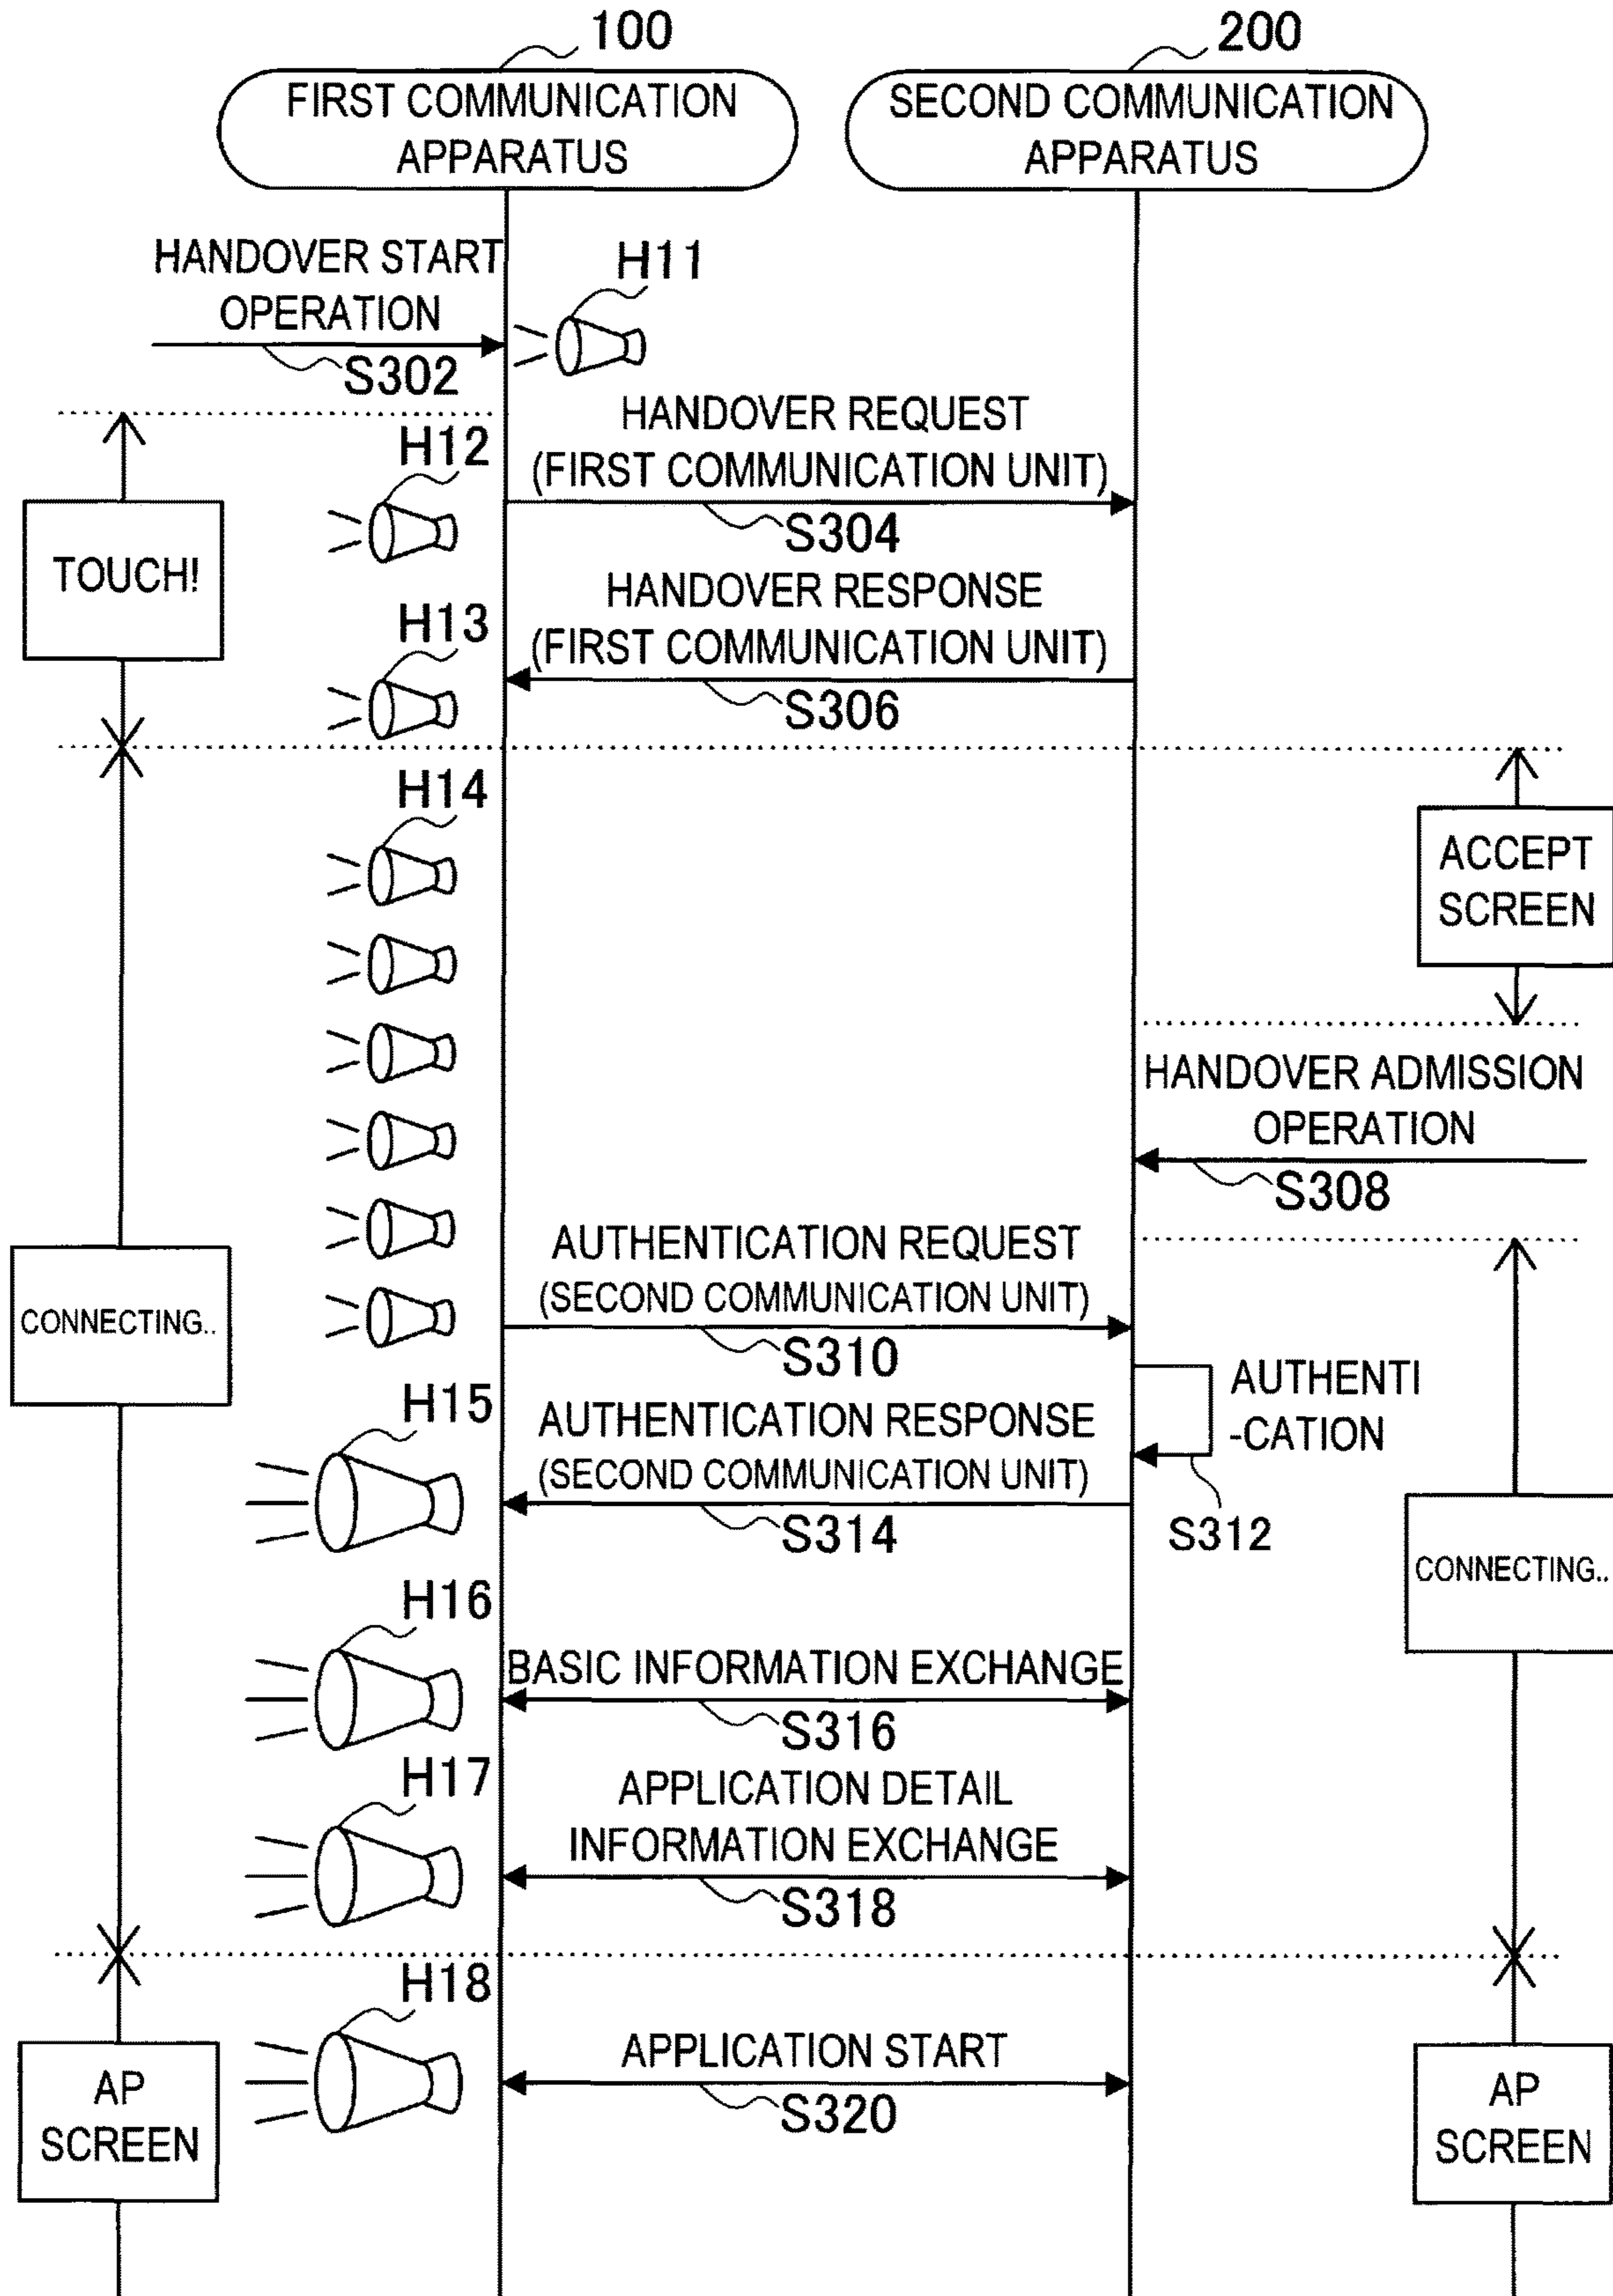 100
200
FIRST COMMUNICATION
APPARATUS
SECOND COMMUNICATION
APPARATUS
HANDOVER START
OPERATION
S302
H11
HANDOVER REQUEST
(FIRST COMMUNICATION UNIT)
S304
H12
TOUCH!
HANDOVER RESPONSE
(FIRST COMMUNICATION UNIT)
S306
H13
H14
ACCEPT
SCREEN
HANDOVER ADMISSION
OPERATION
S308
AUTHENTICATION REQUEST
(SECOND COMMUNICATION UNIT)
S310
CONNECTING..
AUTHENTI
-CATION
S312
H15
AUTHENTICATION RESPONSE
(SECOND COMMUNICATION UNIT)
S314
CONNECTING..
H16
BASIC INFORMATION EXCHANGE
S316
H17
APPLICATION DETAIL
INFORMATION EXCHANGE
S318
H18
APPLICATION START
S320
AP
SCREEN
AP
SCREEN